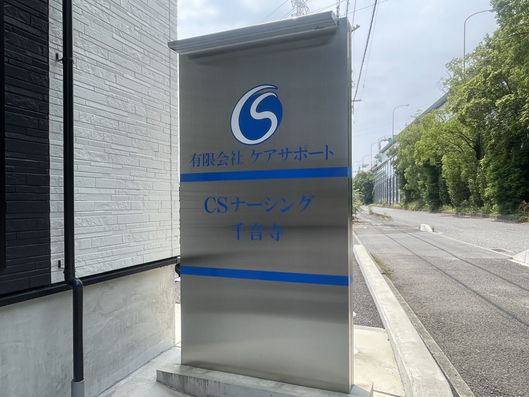 有限会社 ケアサポート
CSナーシング
千音寺